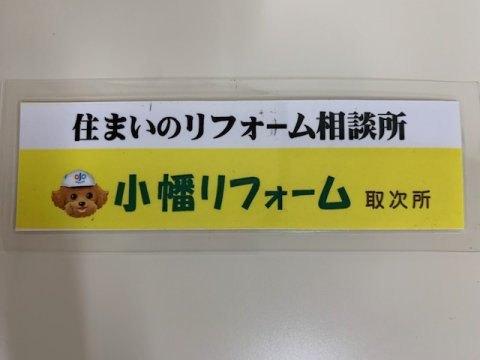 住まいのリフォーム相談所
小幡リフォーム 取次所